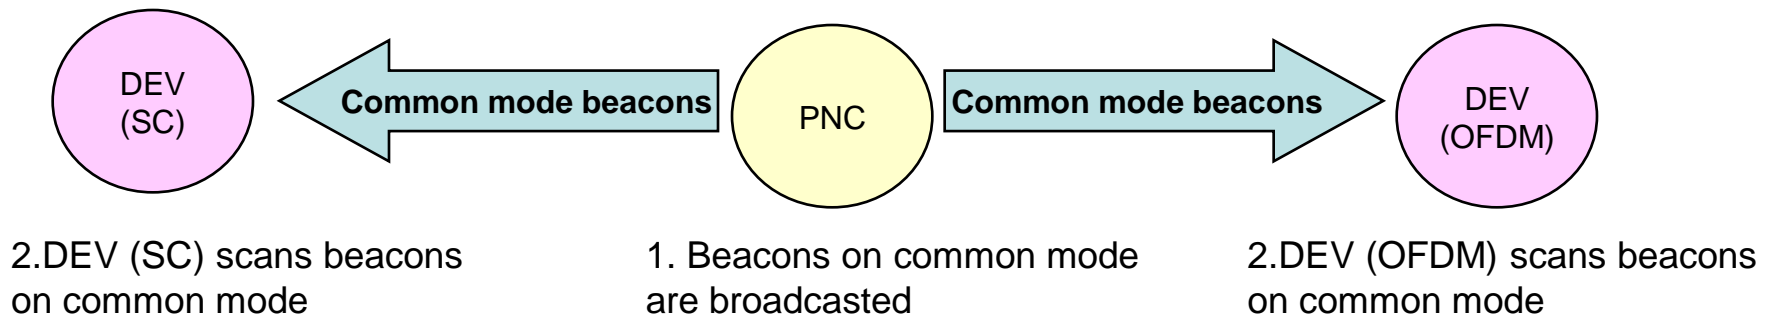 DEV
(SC)
Common mode beacons
PNC
Common mode beacons
DEV
(OFDM)
2.DEV (SC) scans beacons
on common mode
1. Beacons on common mode
are broadcasted
2.DEV (OFDM) scans beacons
on common mode